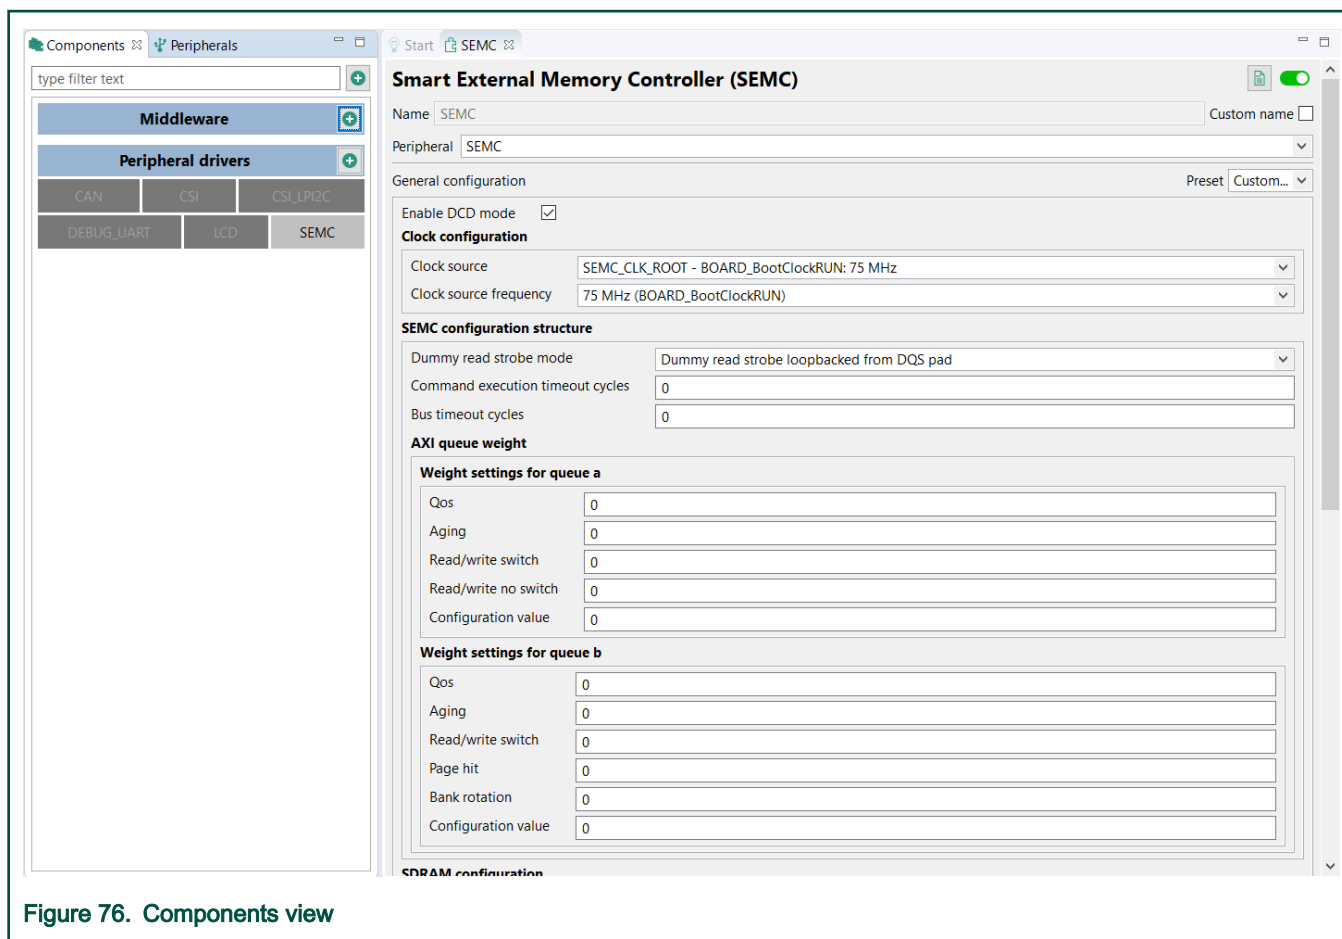 Components
Peripherals
type filter text
Middleware
Peripheral drivers
CAN
CSI
CSI_LPI2C
DEBUG_UART
LCD
SEMC
Start
SEMC
Smart External Memory Controller (SEMC)
Name SEMC Custom name
Peripheral SEMC
General configuration Preset Custom...
Enable DCD mode
Clock configuration
Clock source SEMC_CLK_ROOT - BOARD_BootClockRUN: 75 MHz
Clock source frequency 75 MHz (BOARD_BootClockRUN)
SEMC configuration structure
Dummy read strobe mode Dummy read strobe loopbacked from DQS pad
Command execution timeout cycles 0
Bus timeout cycles 0
AXI queue weight
Weight settings for queue a
Qos 0
Aging 0
Read/write switch 0
Read/write no switch 0
Configuration value 0
Weight settings for queue b
Qos 0
Aging 0
Read/write switch 0
Page hit 0
Bank rotation 0
Configuration value 0
SDRAM configuration
Figure 76. Components view